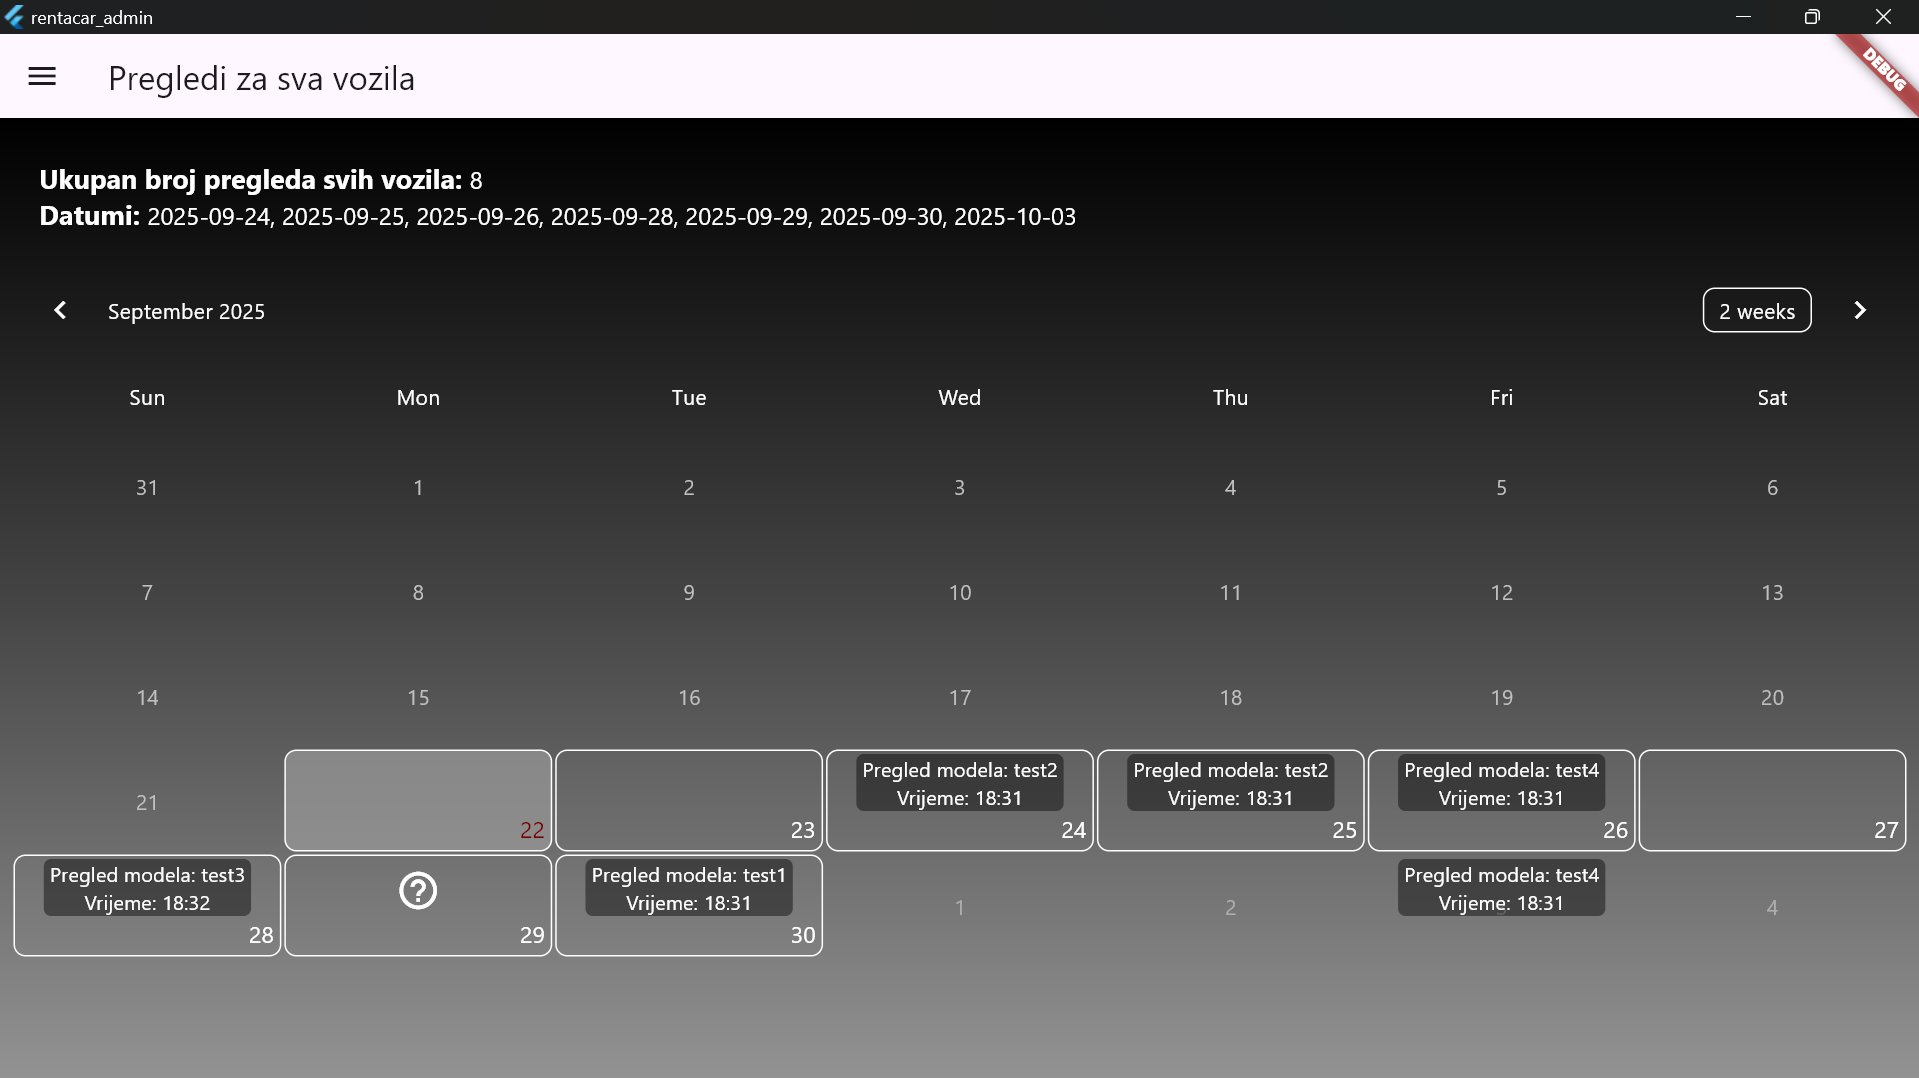 rentacar_admin
Pregledi za sva vozila
DEBUG
Ukupan broj pregleda svih vozila: 8
Datumi: 2025-09-24, 2025-09-25, 2025-09-26, 2025-09-28, 2025-09-29, 2025-09-30, 2025-10-03
September 2025
2 weeks
Sun Mon Tue Wed Thu Fri Sat
31 1 2 3 4 5 6
7 8 9 10 11 12 13
14 15 16 17 18 19 20
21
22
23
Pregled modela: test2
Vrijeme: 18:31
24
Pregled modela: test2
Vrijeme: 18:31
25
Pregled modela: test4
Vrijeme: 18:31
26
27
Pregled modela: test3
Vrijeme: 18:32
28
?
29
Pregled modela: test1
Vrijeme: 18:31
30
1
2
Pregled modela: test4
Vrijeme: 18:31
4